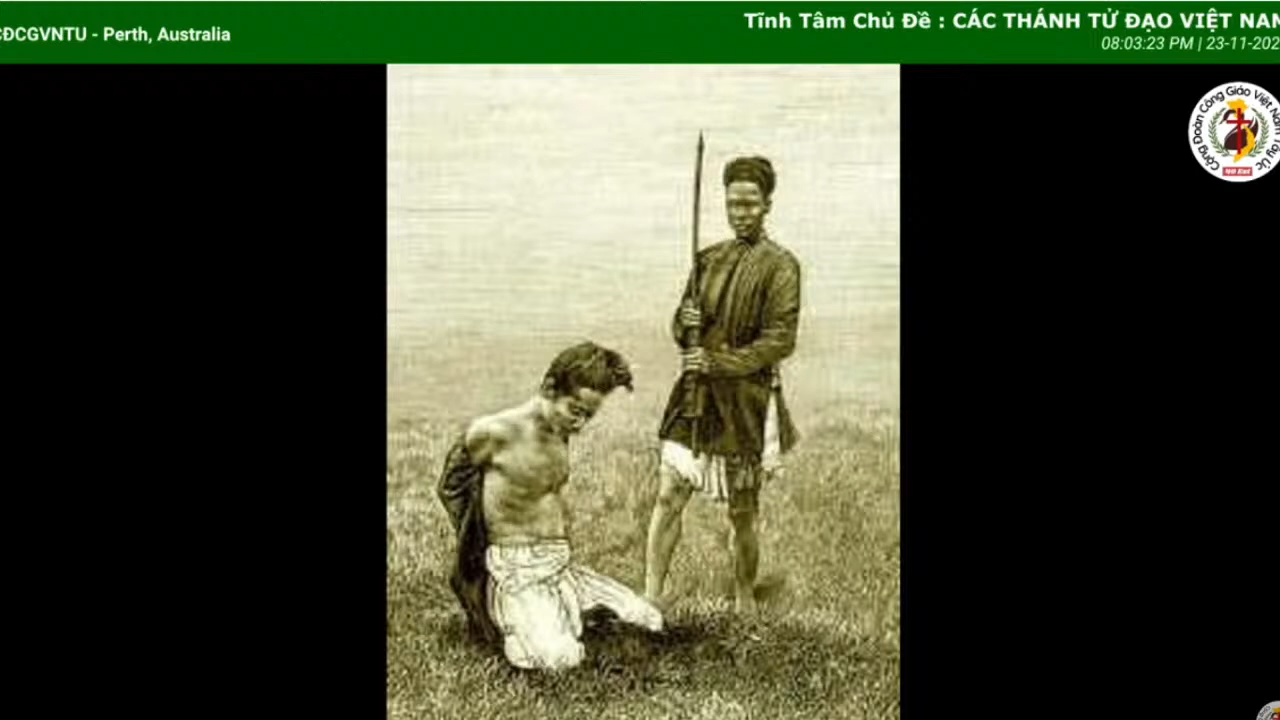 CĐCGVNTU - Perth, Australia
Tĩnh Tâm Chủ Đề : CÁC THÁNH TỬ ĐẠO VIỆT NAM
08:03:23 PM | 23-11-202
Cộng Đoàn Công Giáo Việt Nam Tây Úc